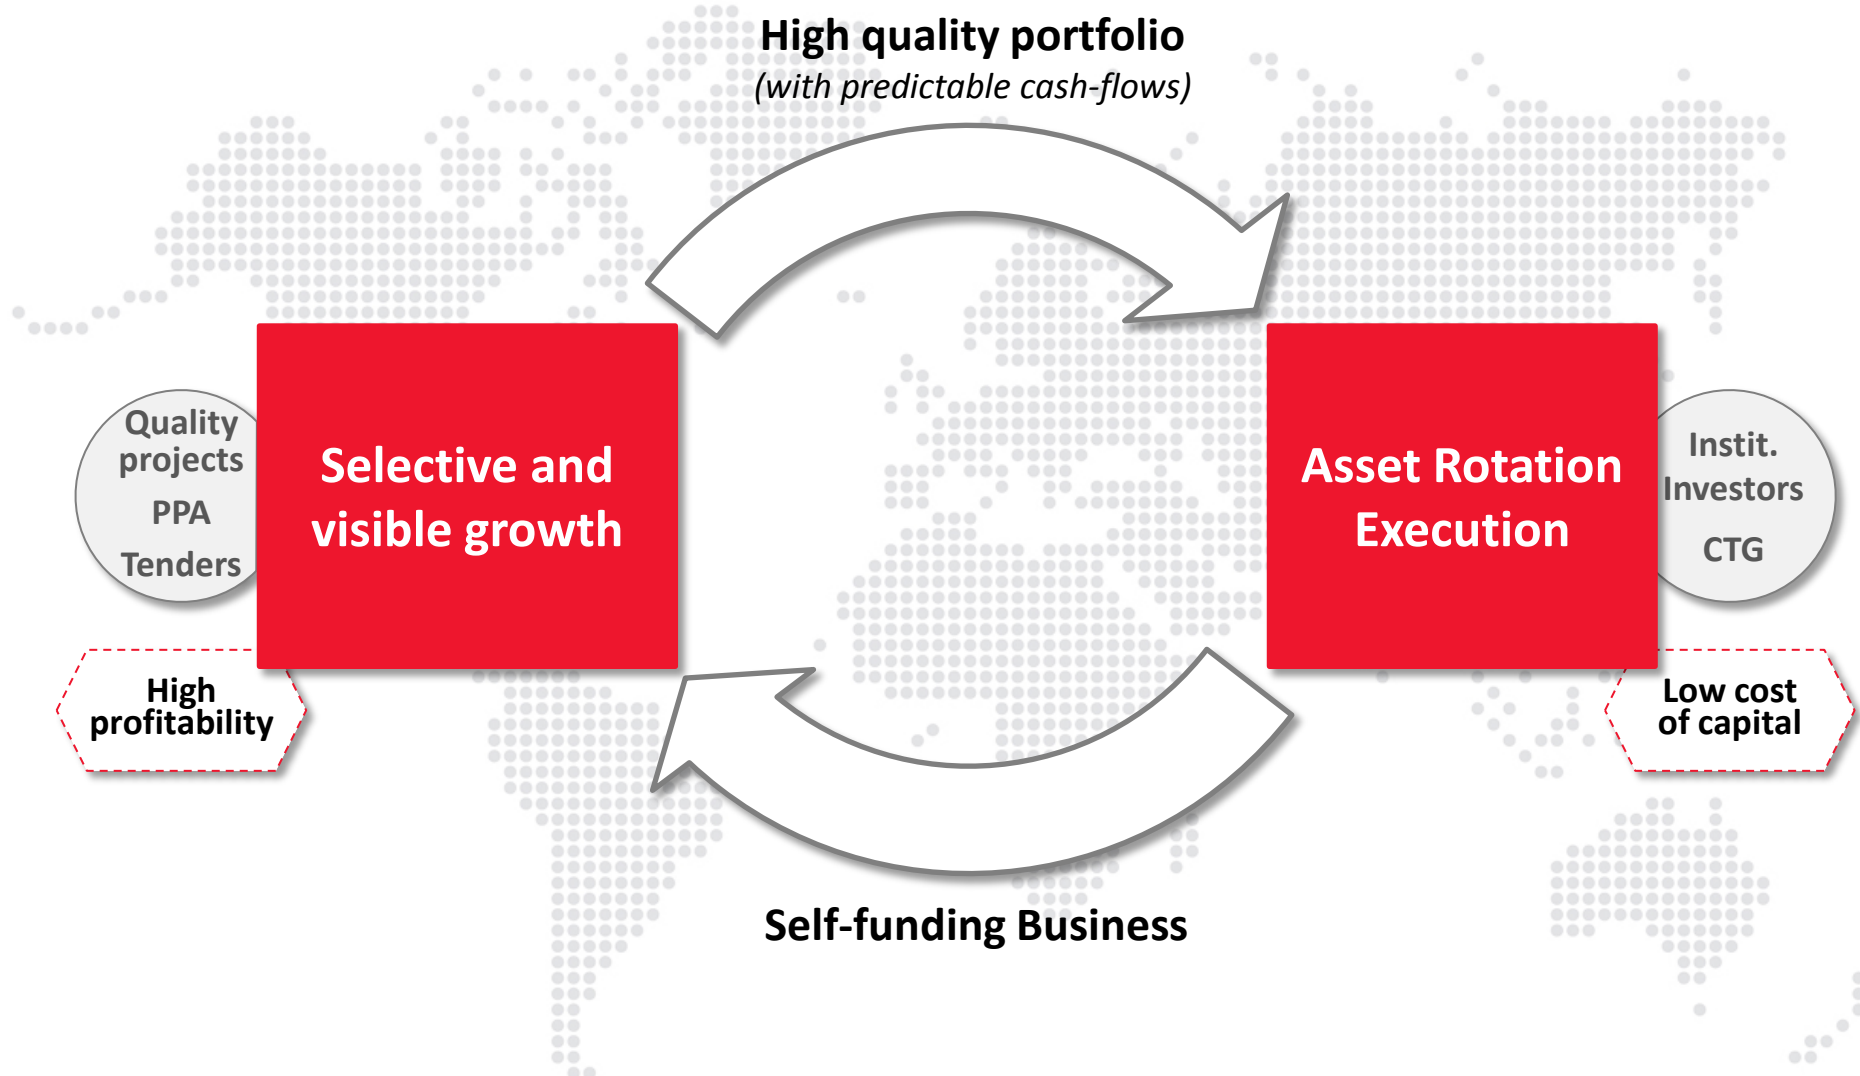 High quality portfolio
(with predictable cash-flows)
Quality
projects
PPA
Tenders
Selective and
visible growth
High
profitability
Asset Rotation
Execution
Instit.
Investors
CTG
Low cost
of capital
Self-funding Business